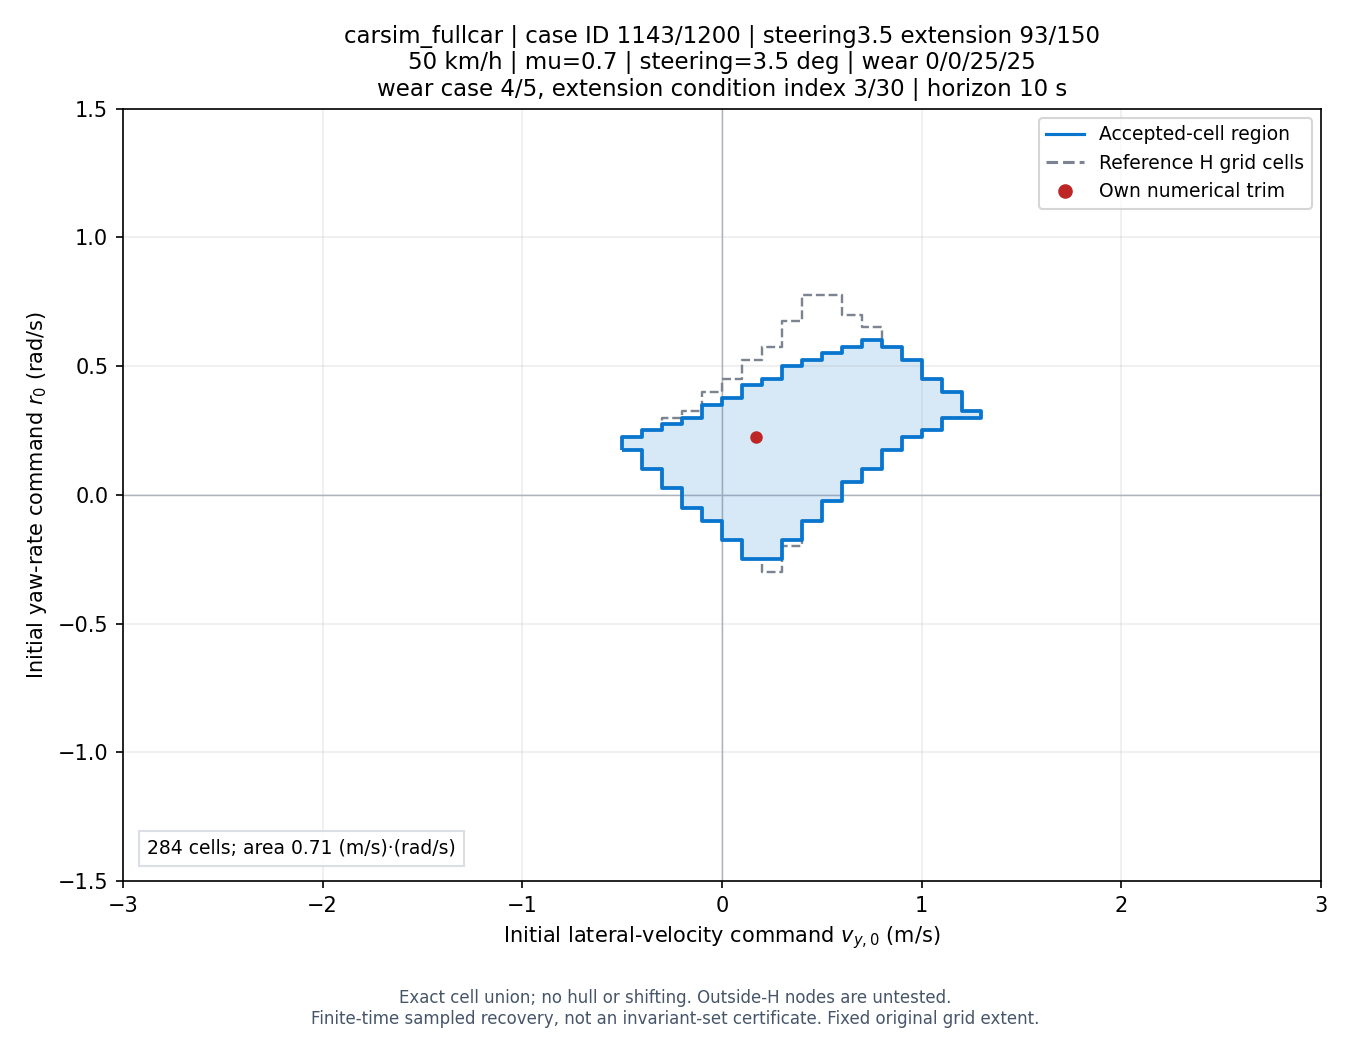 carsim_fullcar | case ID 1143/1200 | steering3.5 extension 93/150
50 km/h | mu=0.7 | steering=3.5 deg | wear 0/0/25/25
wear case 4/5, extension condition index 3/30 | horizon 10 s
Accepted-cell region
Reference H grid cells
Own numerical trim
1.5
1.0
0.5
0.0
−0.5
−1.0
−1.5
Initial yaw-rate command r0 (rad/s)
284 cells; area 0.71 (m/s)·(rad/s)
−3
−2
−1
0
1
2
3
Initial lateral-velocity command vy,0 (m/s)
Exact cell union; no hull or shifting. Outside-H nodes are untested.
Finite-time sampled recovery, not an invariant-set certificate. Fixed original grid extent.